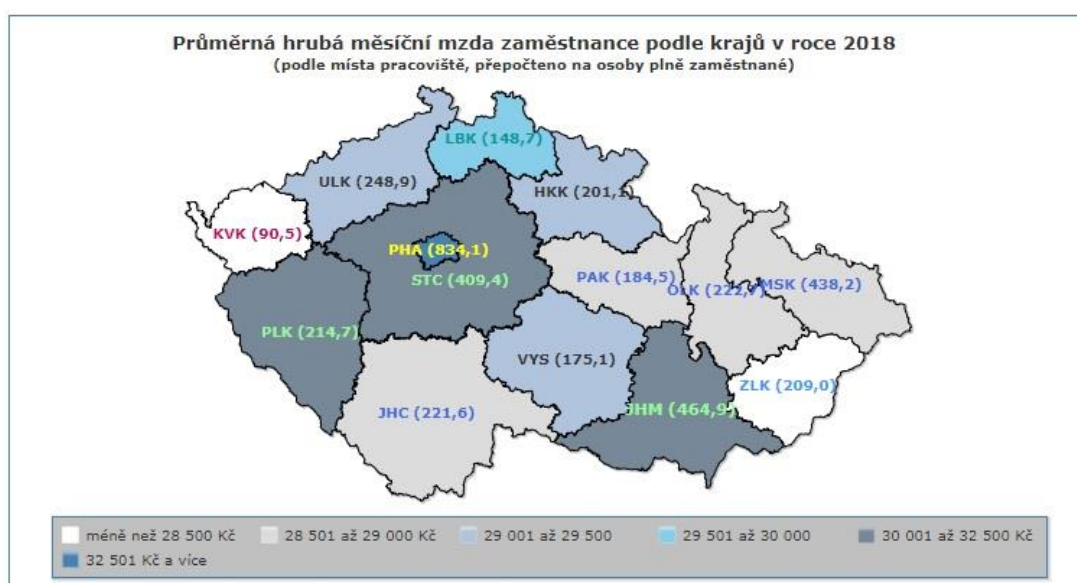 Průměrná hrubá měsíční mzda zaměstnance podle krajů v roce 2018
(podle místa pracoviště, přepočteno na osoby plně zaměstnané)
LBK (148,7)
ULK (248,9)
HKK (201,1)
KVK (90,5)
PHA (834,1)
STC (409,4)
PAK (184,5)
OLK (222,7)
MSK (438,2)
PLK (214,7)
VYS (175,1)
ZLK (209,0)
JHC (221,6)
JHM (464,9)
méně než 28 500 Kč 28 501 až 29 000 Kč 29 001 až 29 500 29 501 až 30 000 30 001 až 32 500 Kč
32 501 Kč a více